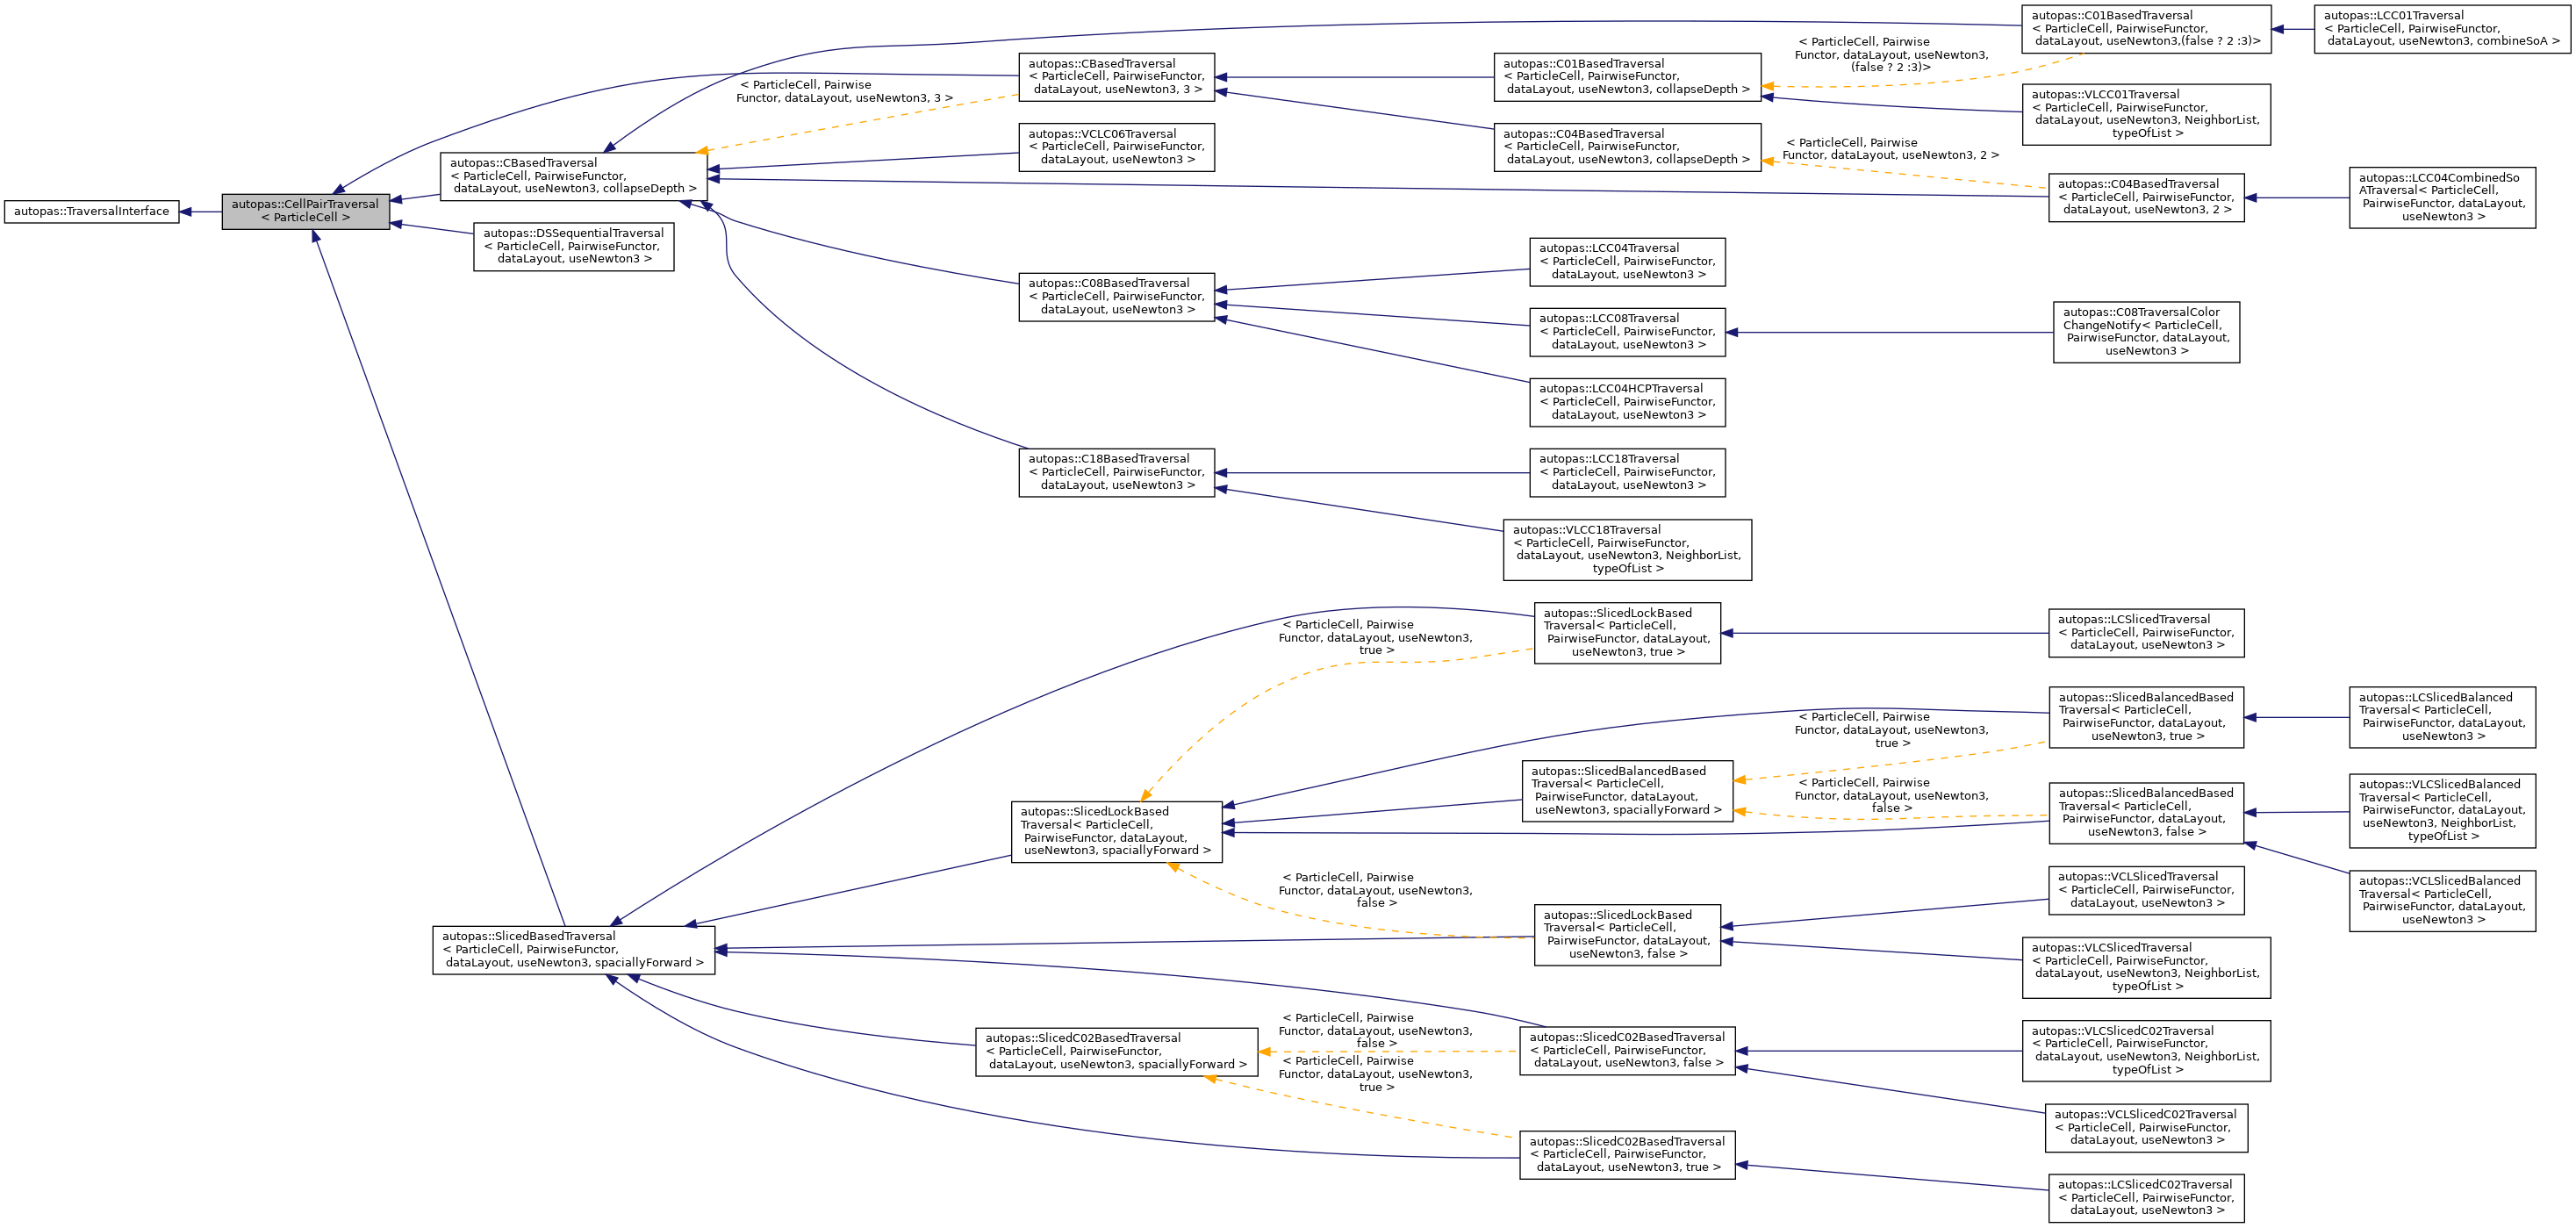 autopas::TraversalInterface
autopas::CellPairTraversal
< ParticleCell >
autopas::CBasedTraversal
< ParticleCell, PairwiseFunctor,
dataLayout, useNewton3, collapseDepth >
autopas::DSSequentialTraversal
< ParticleCell, PairwiseFunctor,
dataLayout, useNewton3 >
autopas::SlicedBasedTraversal
< ParticleCell, PairwiseFunctor,
dataLayout, useNewton3, spaciallyForward >
< ParticleCell, Pairwise
Functor, dataLayout, useNewton3, 3 >
autopas::CBasedTraversal
< ParticleCell, PairwiseFunctor,
dataLayout, useNewton3, 3 >
autopas::VCLC06Traversal
< ParticleCell, PairwiseFunctor,
dataLayout, useNewton3 >
autopas::C08BasedTraversal
< ParticleCell, PairwiseFunctor,
dataLayout, useNewton3 >
autopas::C18BasedTraversal
< ParticleCell, PairwiseFunctor,
dataLayout, useNewton3 >
autopas::SlicedLockBased
Traversal< ParticleCell,
PairwiseFunctor, dataLayout,
useNewton3, spaciallyForward >
autopas::SlicedC02BasedTraversal
< ParticleCell, PairwiseFunctor,
dataLayout, useNewton3, spaciallyForward >
< ParticleCell, Pairwise
Functor, dataLayout, useNewton3,
true >
< ParticleCell, Pairwise
Functor, dataLayout, useNewton3,
false >
< ParticleCell, Pairwise
Functor, dataLayout, useNewton3,
false >
< ParticleCell, Pairwise
Functor, dataLayout, useNewton3,
true >
autopas::C01BasedTraversal
< ParticleCell, PairwiseFunctor,
dataLayout, useNewton3, collapseDepth >
autopas::C04BasedTraversal
< ParticleCell, PairwiseFunctor,
dataLayout, useNewton3, collapseDepth >
autopas::LCC04Traversal
< ParticleCell, PairwiseFunctor,
dataLayout, useNewton3 >
autopas::LCC08Traversal
< ParticleCell, PairwiseFunctor,
dataLayout, useNewton3 >
autopas::LCC04HCPTraversal
< ParticleCell, PairwiseFunctor,
dataLayout, useNewton3 >
autopas::LCC18Traversal
< ParticleCell, PairwiseFunctor,
dataLayout, useNewton3 >
autopas::VLCC18Traversal
< ParticleCell, PairwiseFunctor,
dataLayout, useNewton3, NeighborList,
typeOfList >
autopas::SlicedLockBased
Traversal< ParticleCell,
PairwiseFunctor, dataLayout,
useNewton3, true >
autopas::SlicedBalancedBased
Traversal< ParticleCell,
PairwiseFunctor, dataLayout,
useNewton3, spaciallyForward >
autopas::SlicedLockBased
Traversal< ParticleCell,
PairwiseFunctor, dataLayout,
useNewton3, false >
autopas::SlicedC02BasedTraversal
< ParticleCell, PairwiseFunctor,
dataLayout, useNewton3, false >
autopas::SlicedC02BasedTraversal
< ParticleCell, PairwiseFunctor,
dataLayout, useNewton3, true >
< ParticleCell, Pairwise
Functor, dataLayout, useNewton3,
(false ? 2 :3)>
< ParticleCell, Pairwise
Functor, dataLayout, useNewton3, 2 >
< ParticleCell, Pairwise
Functor, dataLayout, useNewton3,
true >
< ParticleCell, Pairwise
Functor, dataLayout, useNewton3,
false >
autopas::C01BasedTraversal
< ParticleCell, PairwiseFunctor,
dataLayout, useNewton3,(false ? 2 :3)>
autopas::VLCC01Traversal
< ParticleCell, PairwiseFunctor,
dataLayout, useNewton3, NeighborList,
typeOfList >
autopas::C04BasedTraversal
< ParticleCell, PairwiseFunctor,
dataLayout, useNewton3, 2 >
autopas::C08TraversalColor
ChangeNotify< ParticleCell,
PairwiseFunctor, dataLayout,
useNewton3 >
autopas::LCSlicedTraversal
< ParticleCell, PairwiseFunctor,
dataLayout, useNewton3 >
autopas::SlicedBalancedBased
Traversal< ParticleCell,
PairwiseFunctor, dataLayout,
useNewton3, true >
autopas::SlicedBalancedBased
Traversal< ParticleCell,
PairwiseFunctor, dataLayout,
useNewton3, false >
autopas::VCLSlicedTraversal
< ParticleCell, PairwiseFunctor,
dataLayout, useNewton3 >
autopas::VLCSlicedTraversal
< ParticleCell, PairwiseFunctor,
dataLayout, useNewton3, NeighborList,
typeOfList >
autopas::VLCSlicedC02Traversal
< ParticleCell, PairwiseFunctor,
dataLayout, useNewton3, NeighborList,
typeOfList >
autopas::VCLSlicedC02Traversal
< ParticleCell, PairwiseFunctor,
dataLayout, useNewton3 >
autopas::LCSlicedC02Traversal
< ParticleCell, PairwiseFunctor,
dataLayout, useNewton3 >
autopas::LCC01Traversal
< ParticleCell, PairwiseFunctor,
dataLayout, useNewton3, combineSoA >
autopas::LCC04CombinedSo
ATraversal< ParticleCell,
PairwiseFunctor, dataLayout,
useNewton3 >
autopas::LCSlicedBalanced
Traversal< ParticleCell,
PairwiseFunctor, dataLayout,
useNewton3 >
autopas::VLCSlicedBalanced
Traversal< ParticleCell,
PairwiseFunctor, dataLayout,
useNewton3, NeighborList,
typeOfList >
autopas::VCLSlicedBalanced
Traversal< ParticleCell,
PairwiseFunctor, dataLayout,
useNewton3 >